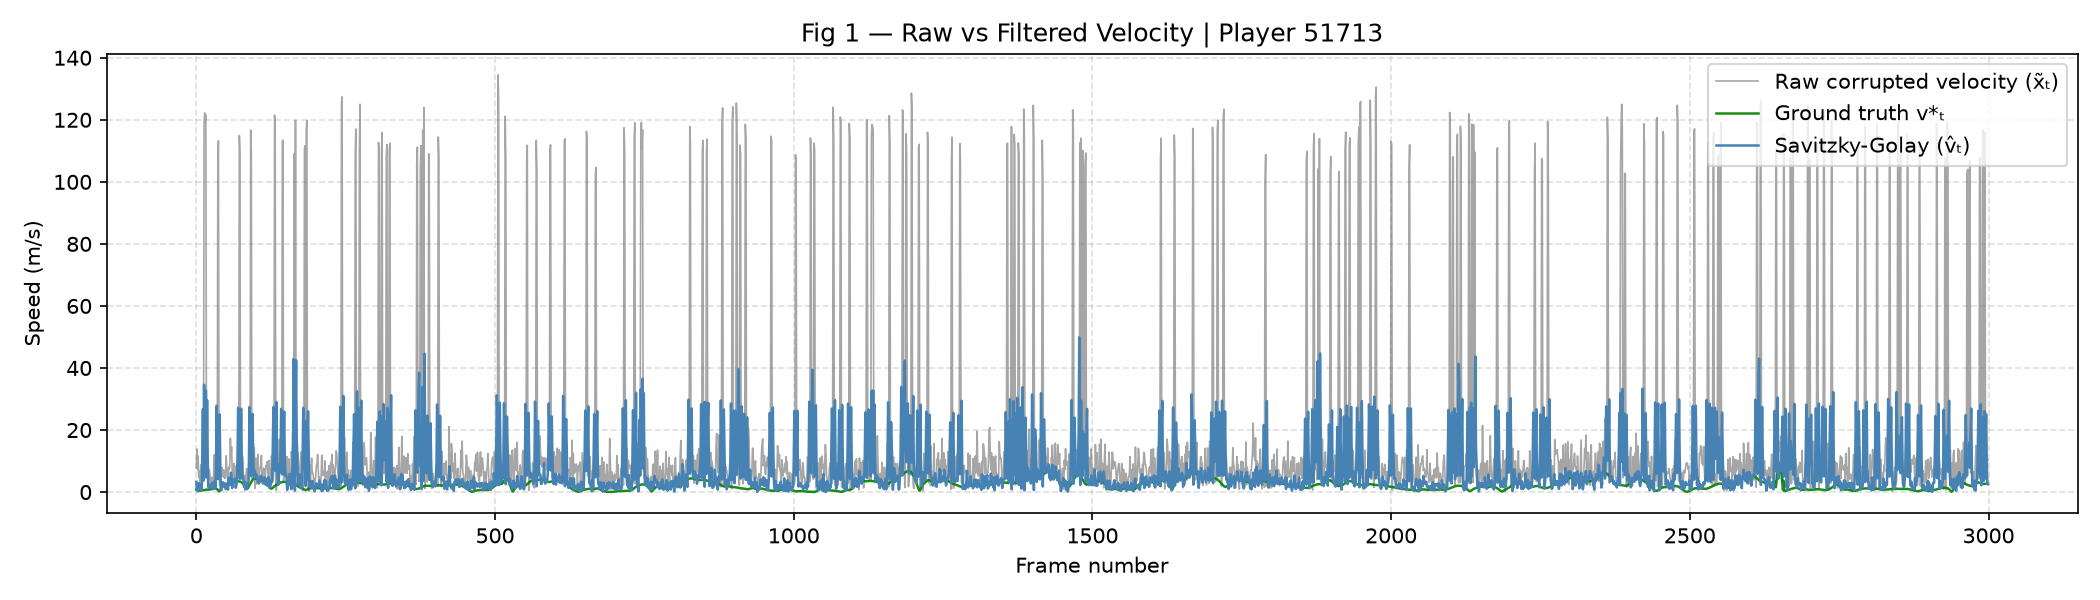 Fig 1 — Raw vs Filtered Velocity | Player 51713
Raw corrupted velocity (x̃ₜ)
Ground truth v*ₜ
Savitzky-Golay (v̂ₜ)
Speed (m/s)
140
120
100
80
60
40
20
0
0 500 1000 1500 2000 2500 3000
Frame number